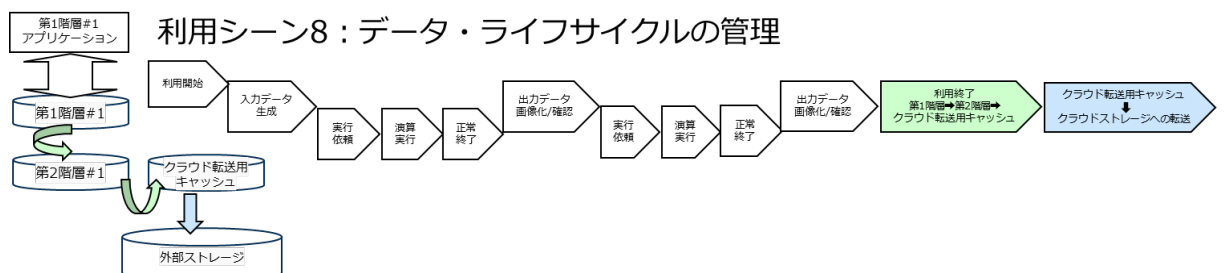 第1階層#1
アプリケーション
利用シーン8：データ・ライフサイクルの管理
第1階層#1
第2階層#1
クラウド転送用
キャッシュ
外部ストレージ
利用開始
入力データ
生成
実行
依頼
演算
実行
正常
終了
出力データ
画像化/確認
実行
依頼
演算
実行
正常
終了
出力データ
画像化/確認
利用終了
第1階層➡第2階層➡
クラウド転送用キャッシュ
クラウド転送用キャッシュ
⬇
クラウドストレージへの転送